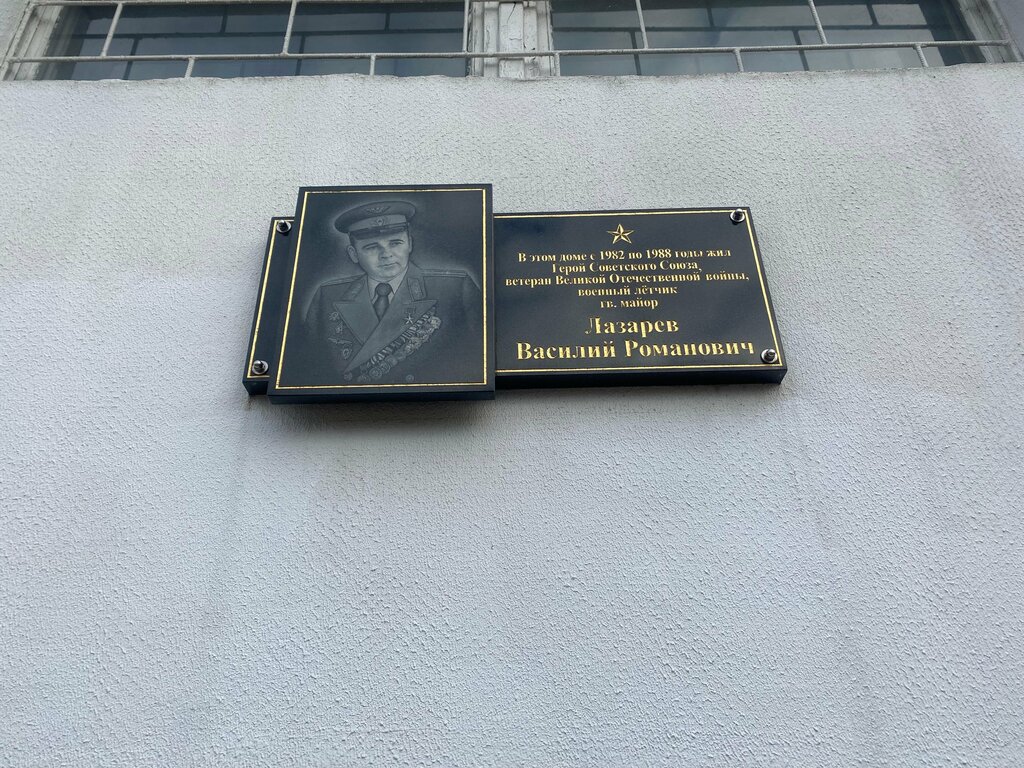 В этом доме с 1982 по 1988 годы жил
Герой Советского Союза,
ветеран Великой Отечественной войны,
военный лётчик
гв. майор
Лазарев
Василий Романович